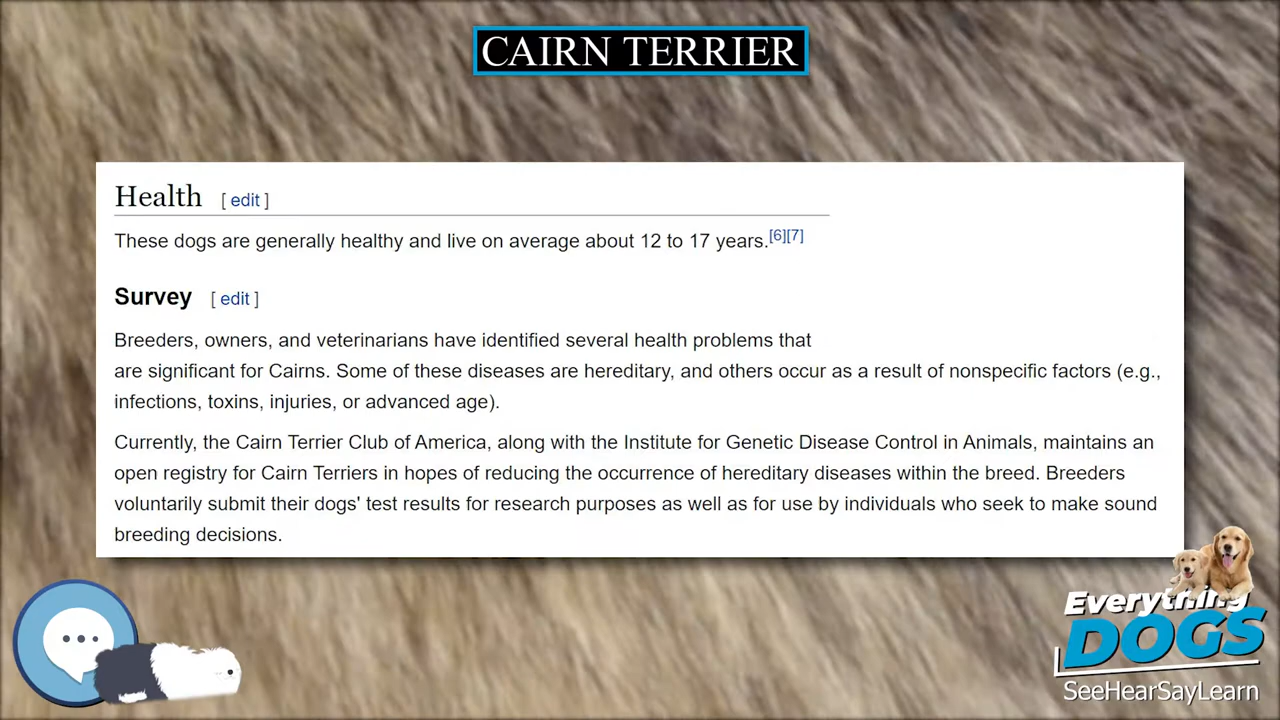 CAIRN TERRIER
Health [ edit ]
These dogs are generally healthy and live on average about 12 to 17 years.[6][7]
Survey [ edit ]
Breeders, owners, and veterinarians have identified several health problems that
are significant for Cairns. Some of these diseases are hereditary, and others occur as a result of nonspecific factors (e.g.,
infections, toxins, injuries, or advanced age).
Currently, the Cairn Terrier Club of America, along with the Institute for Genetic Disease Control in Animals, maintains an
open registry for Cairn Terriers in hopes of reducing the occurrence of hereditary diseases within the breed. Breeders
voluntarily submit their dogs' test results for research purposes as well as for use by individuals who seek to make sound
breeding decisions.
Everything
DOGS
SeeHearSayLearn